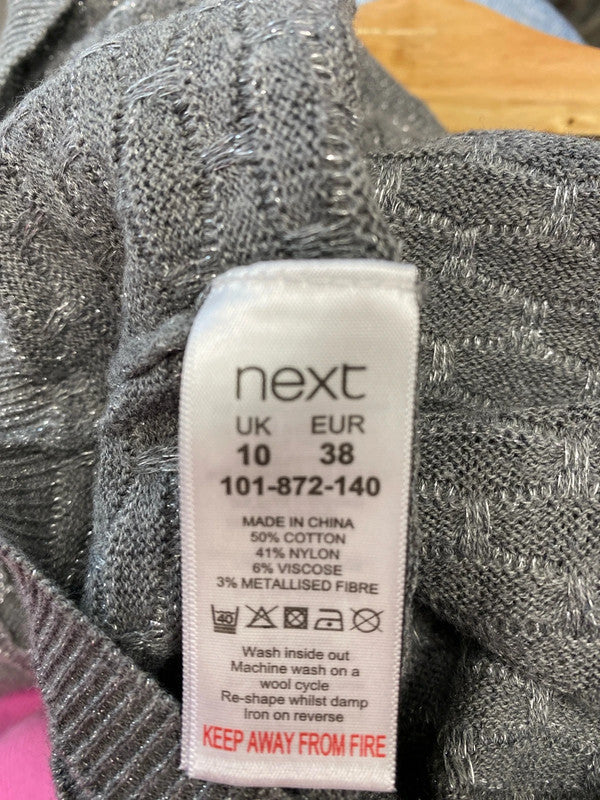 next
UK EUR
10 38
101-872-140
MADE IN CHINA
50% COTTON
41% NYLON
6% VISCOSE
3% METALLISED FIBRE
40
Wash inside out
Machine wash on a
wool cycle
Re-shape whilst damp
Iron on reverse
KEEP AWAY FROM FIRE